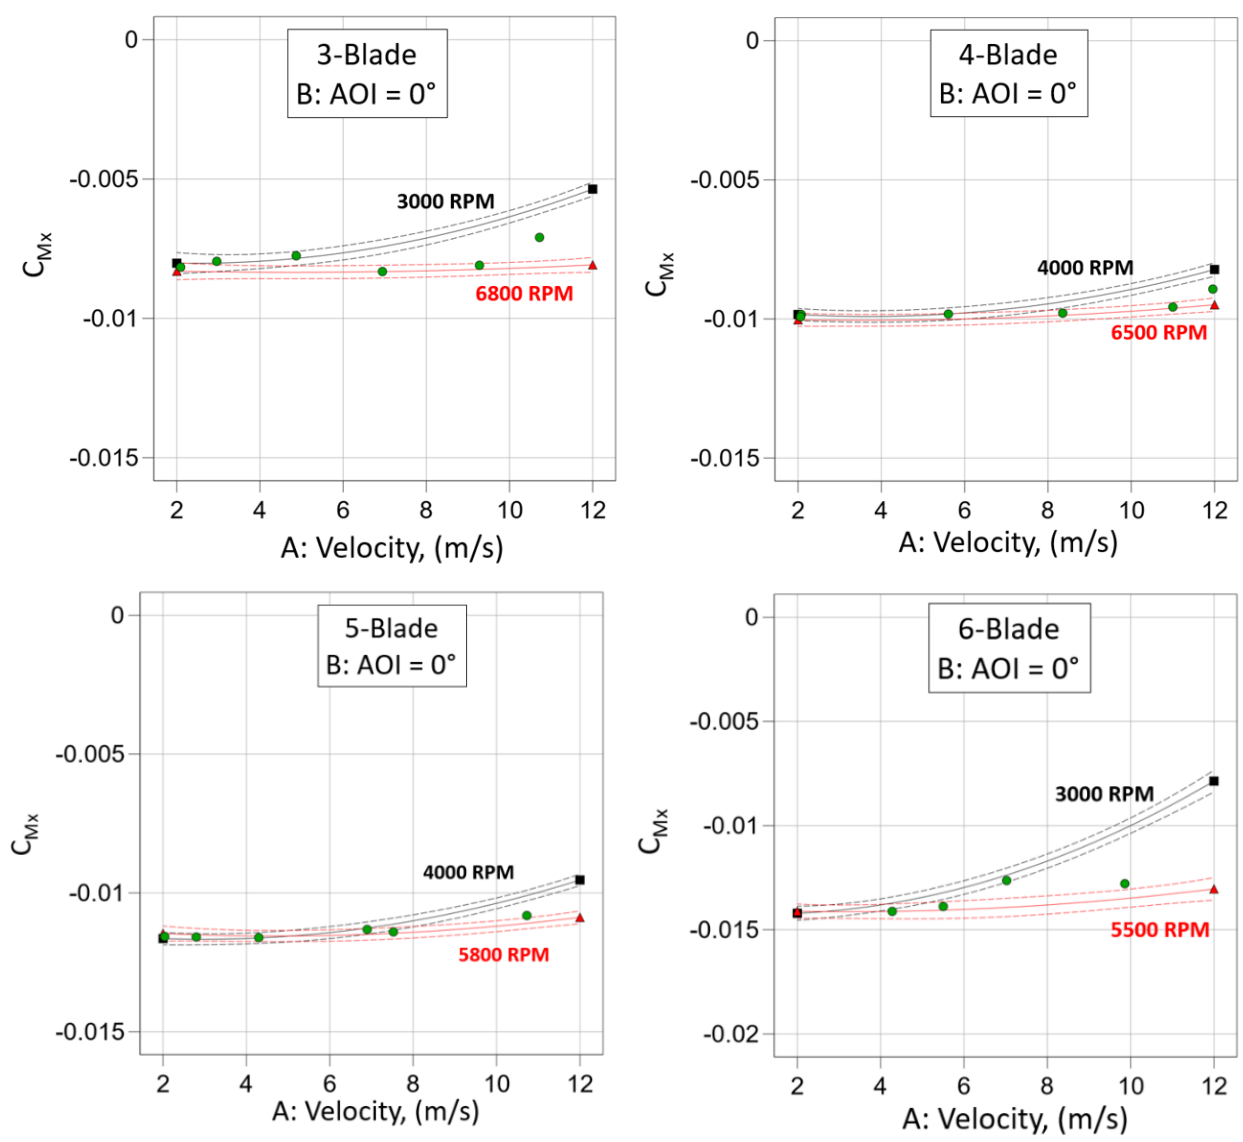 3-Blade
B: AOI = 0°
0
-0.005
-0.01
-0.015
C_Mx
3000 RPM
6800 RPM
2 4 6 8 10 12
A: Velocity, (m/s)
4-Blade
B: AOI = 0°
0
-0.005
-0.01
-0.015
C_Mx
4000 RPM
6500 RPM
2 4 6 8 10 12
A: Velocity, (m/s)
5-Blade
B: AOI = 0°
0
-0.005
-0.01
-0.015
C_Mx
4000 RPM
5800 RPM
2 4 6 8 10 12
A: Velocity, (m/s)
6-Blade
B: AOI = 0°
0
-0.005
-0.01
-0.015
-0.02
C_Mx
3000 RPM
5500 RPM
2 4 6 8 10 12
A: Velocity, (m/s)